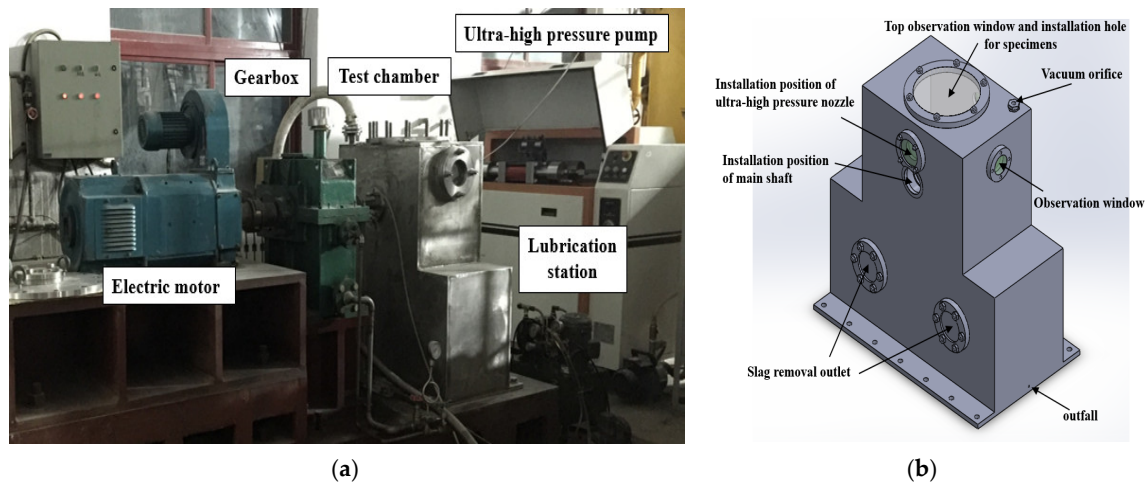 Ultra-high pressure pump
Gearbox
Test chamber
Lubrication
station
Electric motor
Top observation window and installation hole
for specimens
Vacuum orifice
Installation position of
ultra-high pressure nozzle
Installation position
of main shaft
Observation window
Slag removal outlet
outfall
(a)
(b)